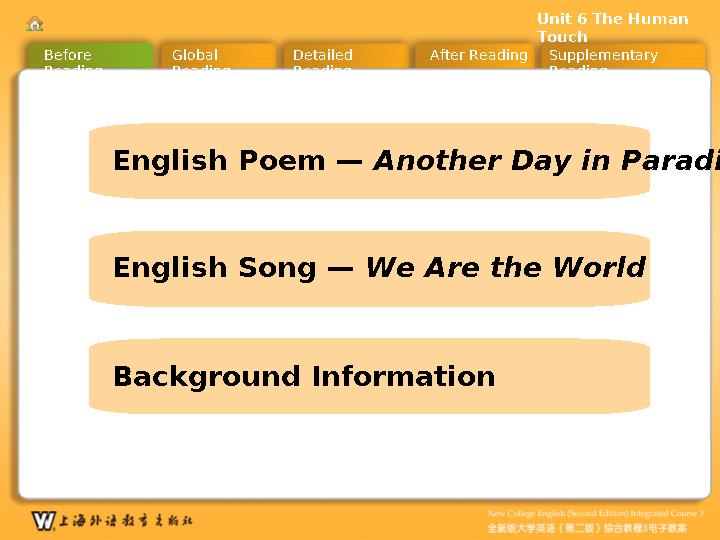 Unit 6 The Human
Touch
Before
Reading
Global
Reading
Detailed
Reading
After Reading
Supplementary
Reading
English Poem — Another Day in Paradi
English Song — We Are the World
Background Information
W 上海外语教育出版社
New College English (Second Edition) Integrated Course 3
全新版大学英语（第二版）综合教程3电子教案